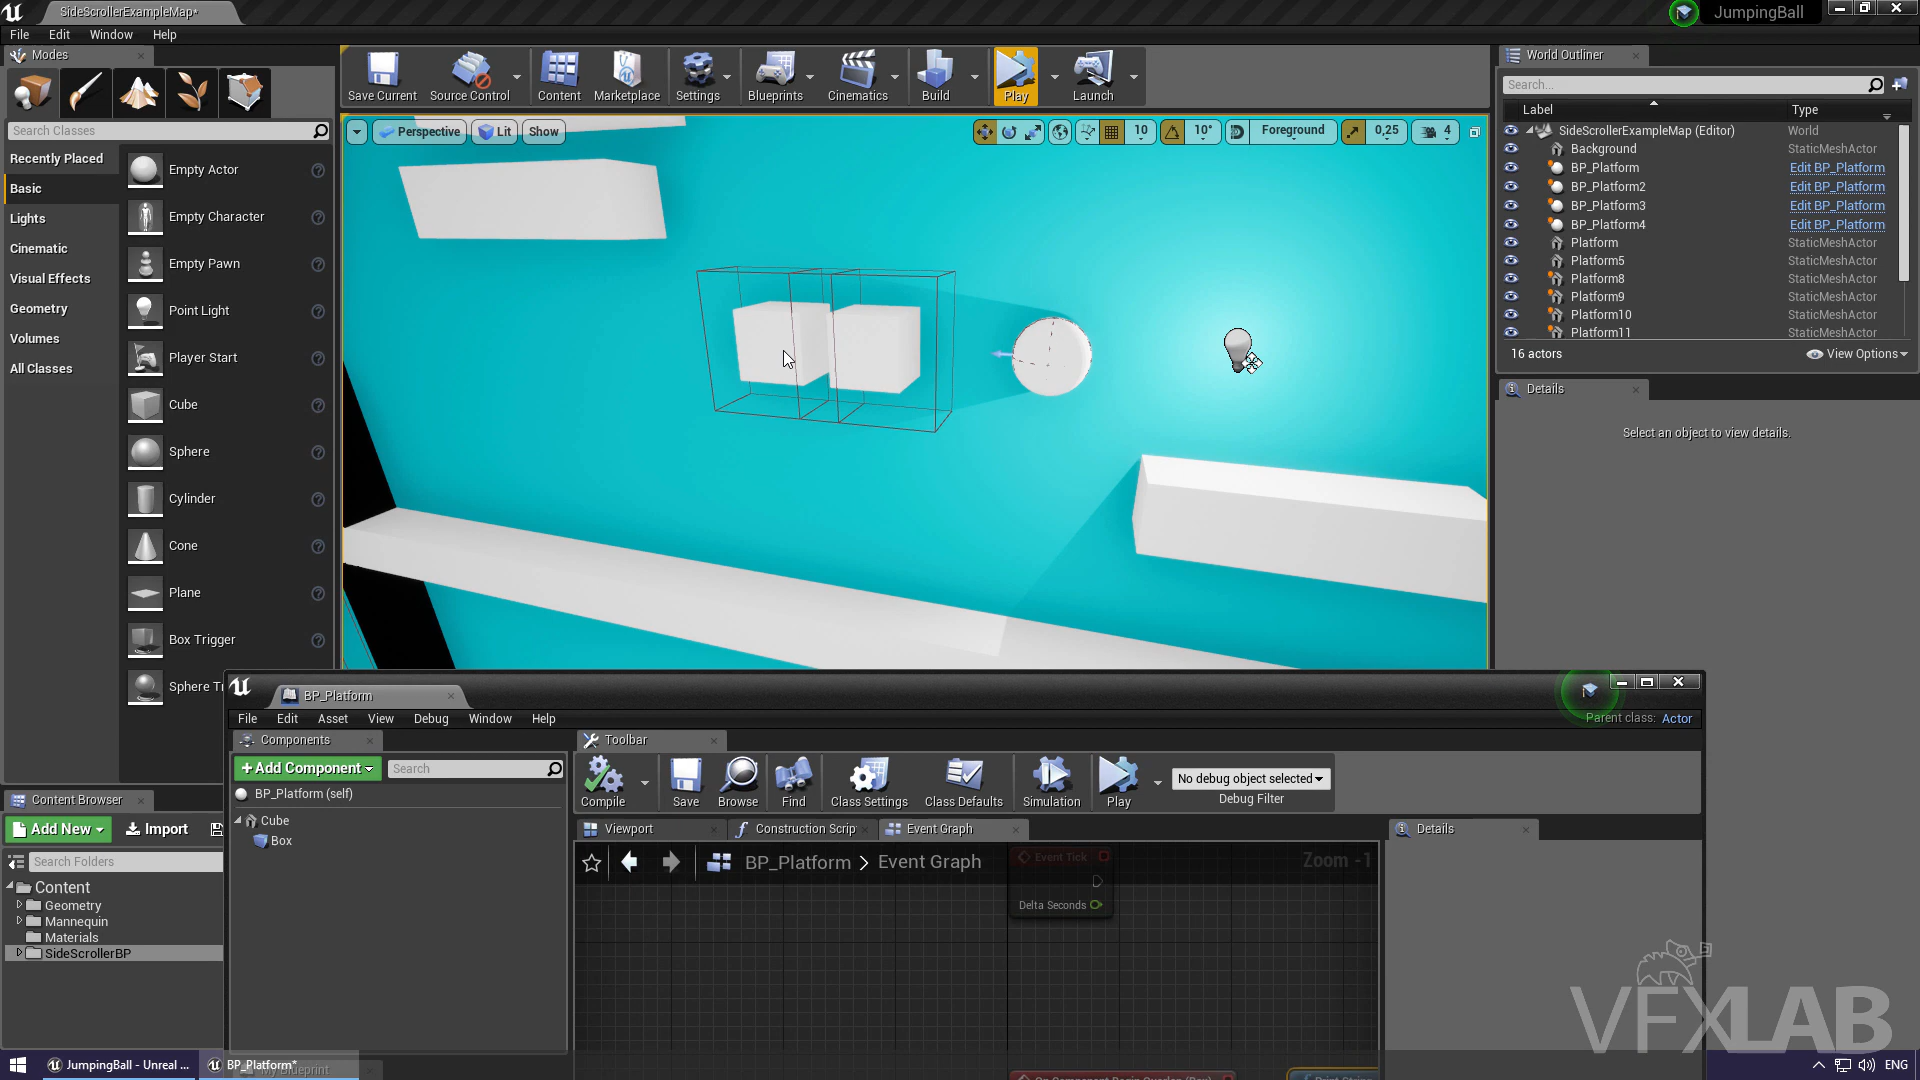 SideScrollerExampleMap*
JumpingBall
File Edit Window Help
Modes
World Outliner
Save Current Source Control Content Marketplace Settings Blueprints Cinematics Build Play Launch
Search...
Search Classes
Perspective Lit Show 10 10° Foreground 0,25 4
Label Type
SideScrollerExampleMap (Editor) World
Background StaticMeshActor
BP_Platform Edit BP_Platform
BP_Platform2 Edit BP_Platform
BP_Platform3 Edit BP_Platform
BP_Platform4 Edit BP_Platform
Platform StaticMeshActor
Platform5 StaticMeshActor
Platform8 StaticMeshActor
Platform9 StaticMeshActor
Platform10 StaticMeshActor
Platform11 StaticMeshActor
16 actors View Options
Details
Select an object to view details.
Recently Placed
Basic
Lights
Cinematic
Visual Effects
Geometry
Volumes
All Classes
Empty Actor
Empty Character
Empty Pawn
Point Light
Player Start
Cube
Sphere
Cylinder
Cone
Plane
Box Trigger
Sphere Tr
BP_Platform
File Edit Asset View Debug Window Help
Parent class: Actor
Components
Toolbar
+Add Component Search
BP_Platform (self)
Cube
Box
Compile Save Browse Find Class Settings Class Defaults Simulation Play
No debug object selected
Debug Filter
Viewport Construction Scrip Event Graph
Details
BP_Platform > Event Graph
Zoom -1
Event Tick
Delta Seconds
On Component Begin Overlap (Box)
Print String
Content Browser
Add New Import
Search Folders
Content
Geometry
Mannequin
Materials
SideScrollerBP
My Blueprint
JumpingBall - Unreal ...
BP_Platform*
ENG
VFXLAB